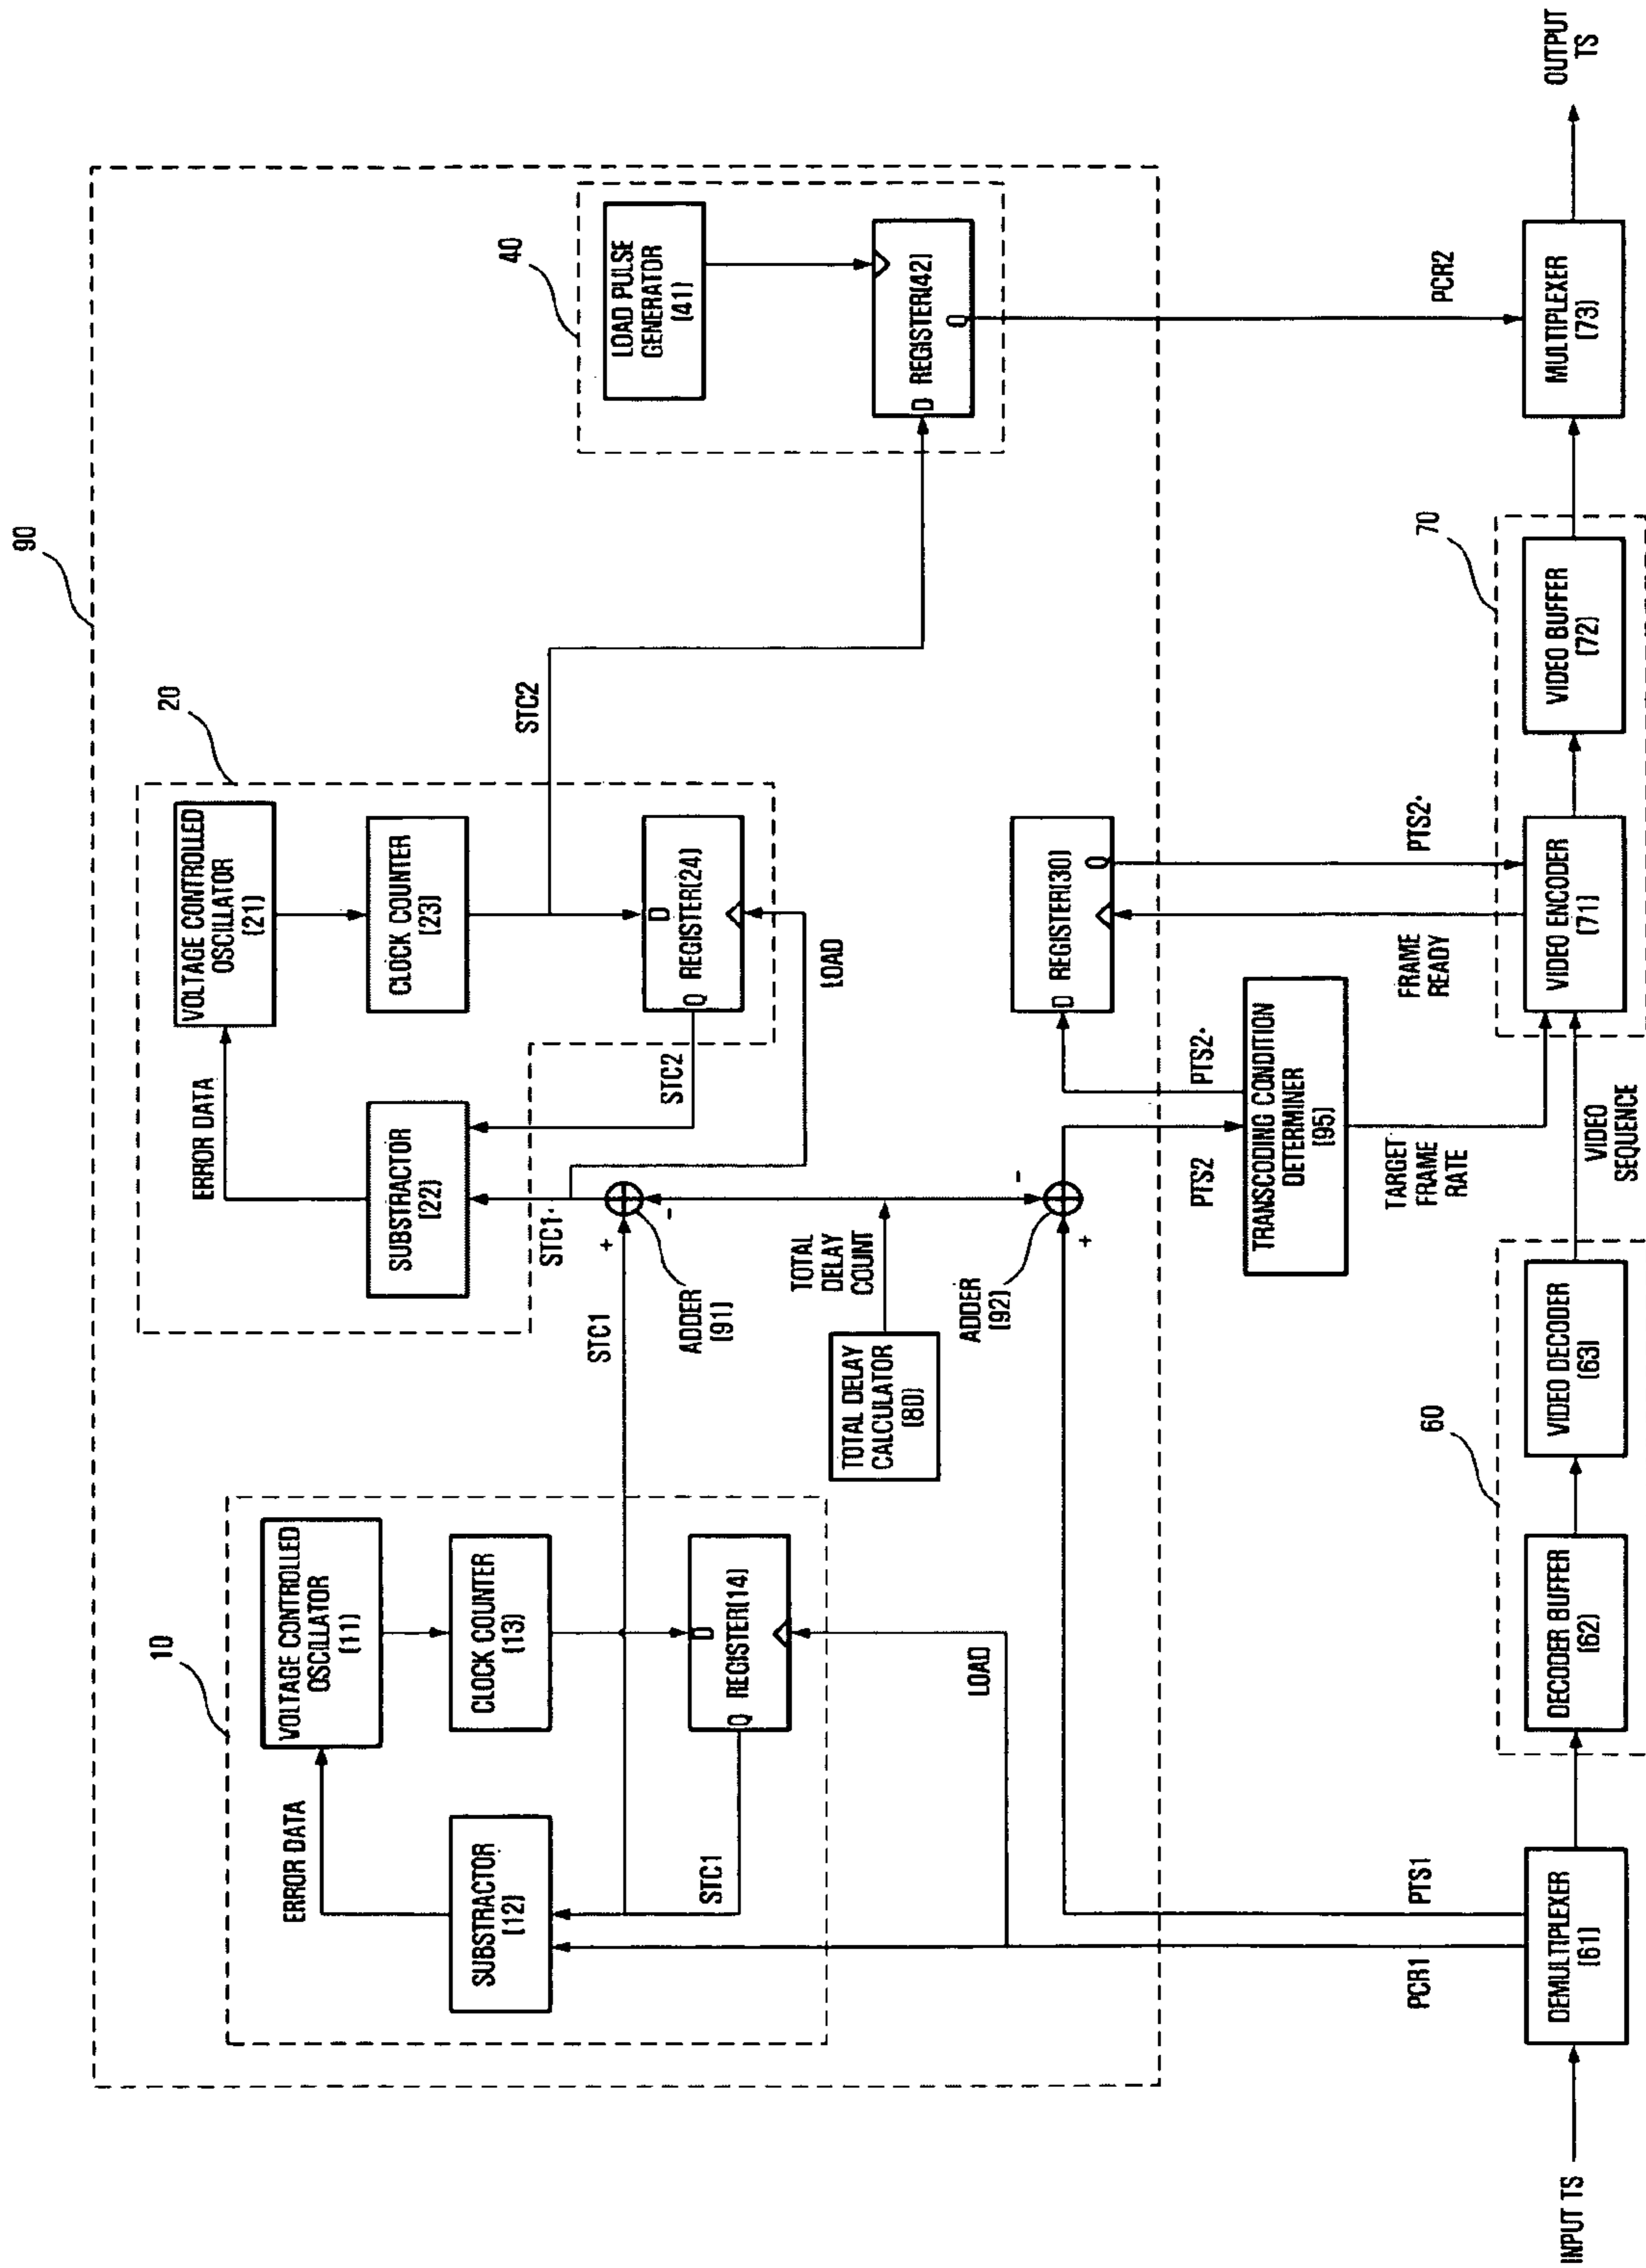 90
10
VOLTAGE CONTROLLED
OSCILLATOR
(11)
ERROR DATA
SUBSTRACTOR
(12)
CLOCK COUNTER
(13)
D
Q REGISTER(14)
STC1
LOAD
20
VOLTAGE CONTROLLED
OSCILLATOR
(21)
ERROR DATA
SUBSTRACTOR
(22)
CLOCK COUNTER
(23)
D
Q REGISTER(24)
STC2
STC2
LOAD
STC1'
STC1
+
-
ADDER
(91)
TOTAL
DELAY
COUNT
TOTAL DELAY
CALCULATOR
(80)
ADDER
(92)
+
-
40
LOAD PULSE
GENERATOR
(41)
D REGISTER(42)
Q
PCR2
D REGISTER(30)
Q
PTS2
PTS2'
TRANSCODING CONDITION
DETERMINER
(95)
TARGET
FRAME
RATE
FRAME
READY
PTS2'
PCR1
PTS1
INPUT TS
DEMULTIPLEXER
(61)
60
DECODER BUFFER
(62)
VIDEO DECODER
(63)
VIDEO
SEQUENCE
70
VIDEO ENCODER
(71)
VIDEO BUFFER
(72)
MULTIPLEXER
(73)
OUTPUT
TS